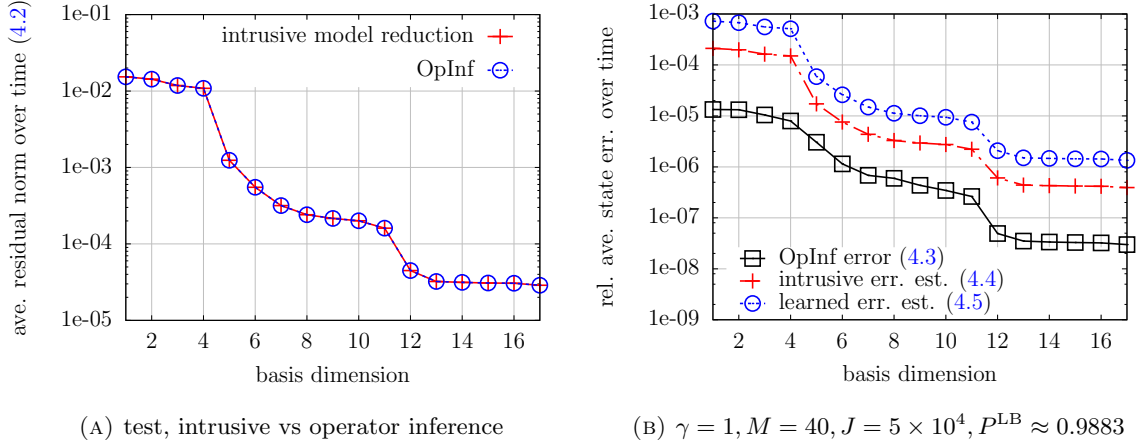 ave. residual norm over time (4.2)
1e-01
1e-02
1e-03
1e-04
1e-05
intrusive model reduction
OpInf
2 4 6 8 10 12 14 16
basis dimension
(A) test, intrusive vs operator inference
rel. ave. state err. over time
1e-03
1e-04
1e-05
1e-06
1e-07
1e-08
1e-09
OpInf error (4.3)
intrusive err. est. (4.4)
learned err. est. (4.5)
2 4 6 8 10 12 14 16
basis dimension
(B) γ = 1, M = 40, J = 5 × 10⁴, Pᴸᴮ ≈ 0.9883